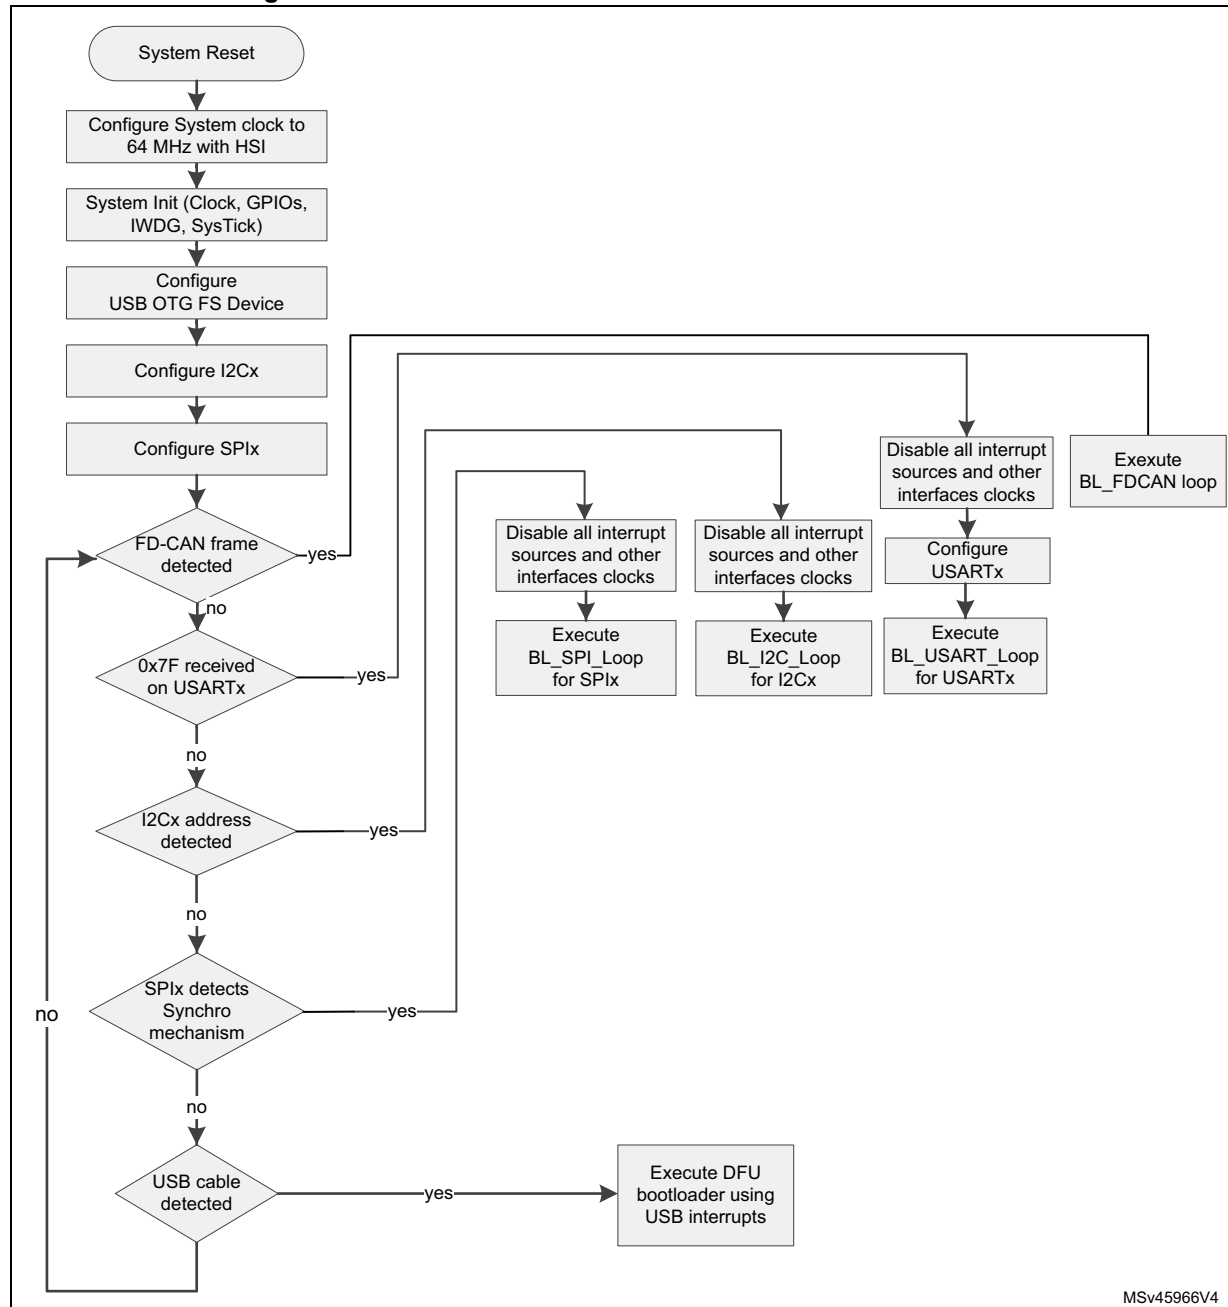 System Reset
Configure System clock to
64 MHz with HSI
System Init (Clock, GPIOs,
IWDG, SysTick)
Configure
USB OTG FS Device
Configure I2Cx
Configure SPIx
FD-CAN frame
detected
yes
no
0x7F received
on USARTx
yes
no
I2Cx address
detected
yes
no
SPIx detects
Synchro
mechanism
yes
no
USB cable
detected
yes
no
Disable all interrupt
sources and other
interfaces clocks
Execute
BL_SPI_Loop
for SPIx
Disable all interrupt
sources and other
interfaces clocks
Execute
BL_I2C_Loop
for I2Cx
Disable all interrupt
sources and other
interfaces clocks
Configure
USARTx
Execute
BL_USART_Loop
for USARTx
Exexute
BL_FDCAN loop
Execute DFU
bootloader using
USB interrupts
MSv45966V4